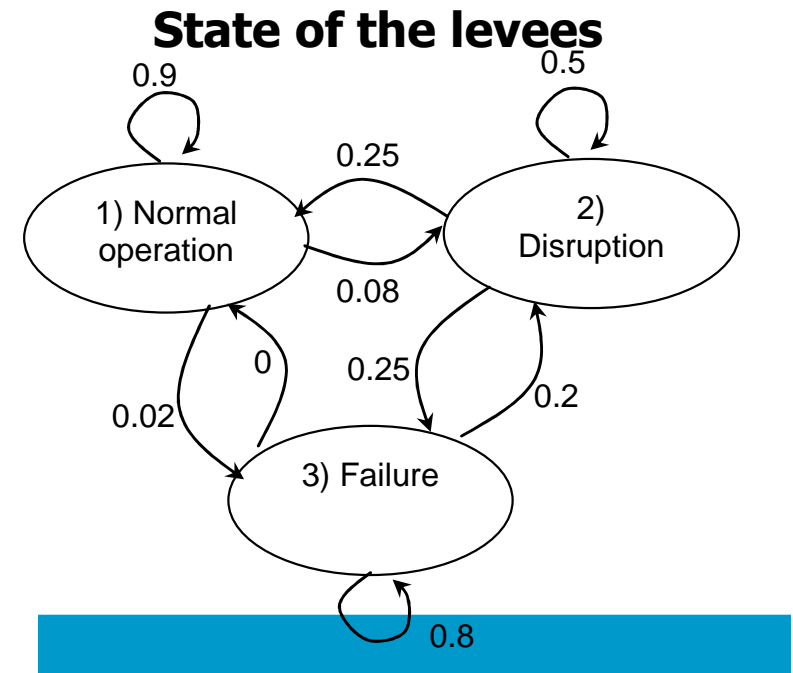 State of the levees
0.9
0.5
0.25
1) Normal
operation
2)
Disruption
0.08
0
0.25
0.02
0.2
3) Failure
0.8